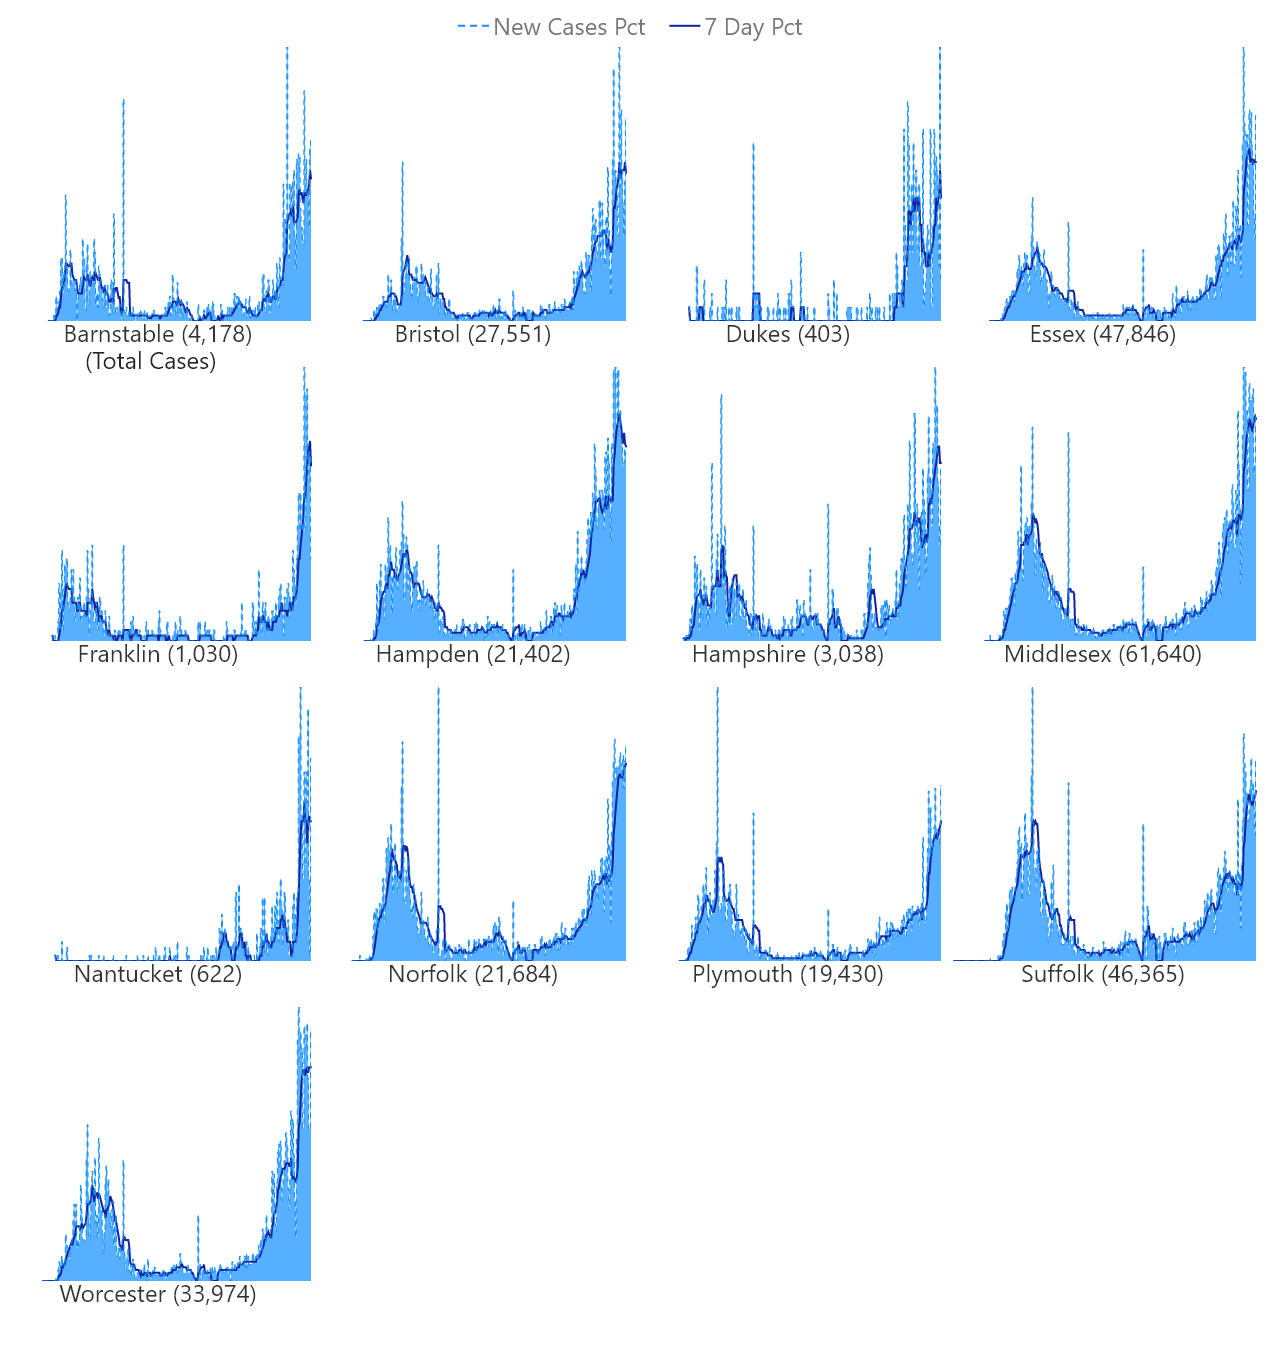 New Cases Pct 7 Day Pct
Barnstable (4,178)
(Total Cases)
Bristol (27,551)
Dukes (403)
Essex (47,846)
Franklin (1,030)
Hampden (21,402)
Hampshire (3,038)
Middlesex (61,640)
Nantucket (622)
Norfolk (21,684)
Plymouth (19,430)
Suffolk (46,365)
Worcester (33,974)